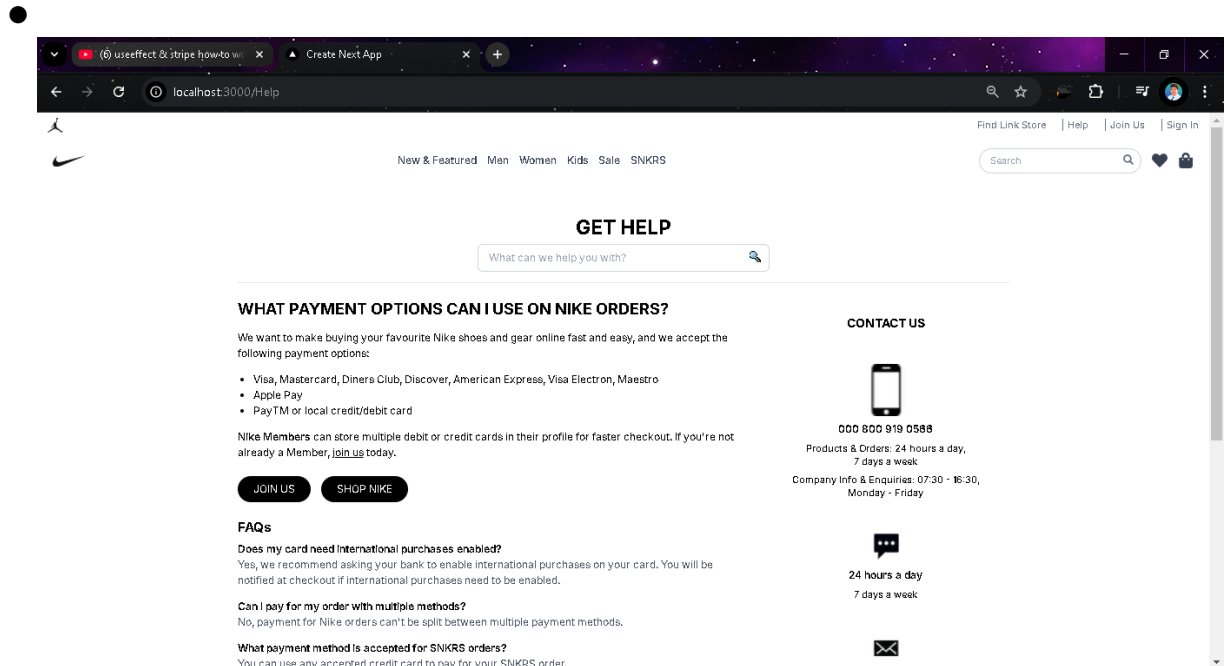 (6) useeffect & stripe how-to w
Create Next App
localhost:3000/Help
Find Link Store | Help | Join Us | Sign In
New & Featured Men Women Kids Sale SNKRS
Search
GET HELP
What can we help you with?
WHAT PAYMENT OPTIONS CAN I USE ON NIKE ORDERS?
We want to make buying your favourite Nike shoes and gear online fast and easy, and we accept the
following payment options:
• Visa, Mastercard, Diners Club, Discover, American Express, Visa Electron, Maestro
• Apple Pay
• PayTM or local credit/debit card
Nike Members can store multiple debit or credit cards in their profile for faster checkout. If you're not
already a Member, join us today.
JOIN US
SHOP NIKE
FAQs
Does my card need international purchases enabled?
Yes, we recommend asking your bank to enable international purchases on your card. You will be
notified at checkout if international purchases need to be enabled.
Can I pay for my order with multiple methods?
No, payment for Nike orders can't be split between multiple payment methods.
What payment method is accepted for SNKRS orders?
You can use any accepted credit card to pay for your SNKRS order.
CONTACT US
000 800 919 0566
Products & Orders: 24 hours a day,
7 days a week
Company Info & Enquiries: 07:30 - 16:30,
Monday - Friday
24 hours a day
7 days a week